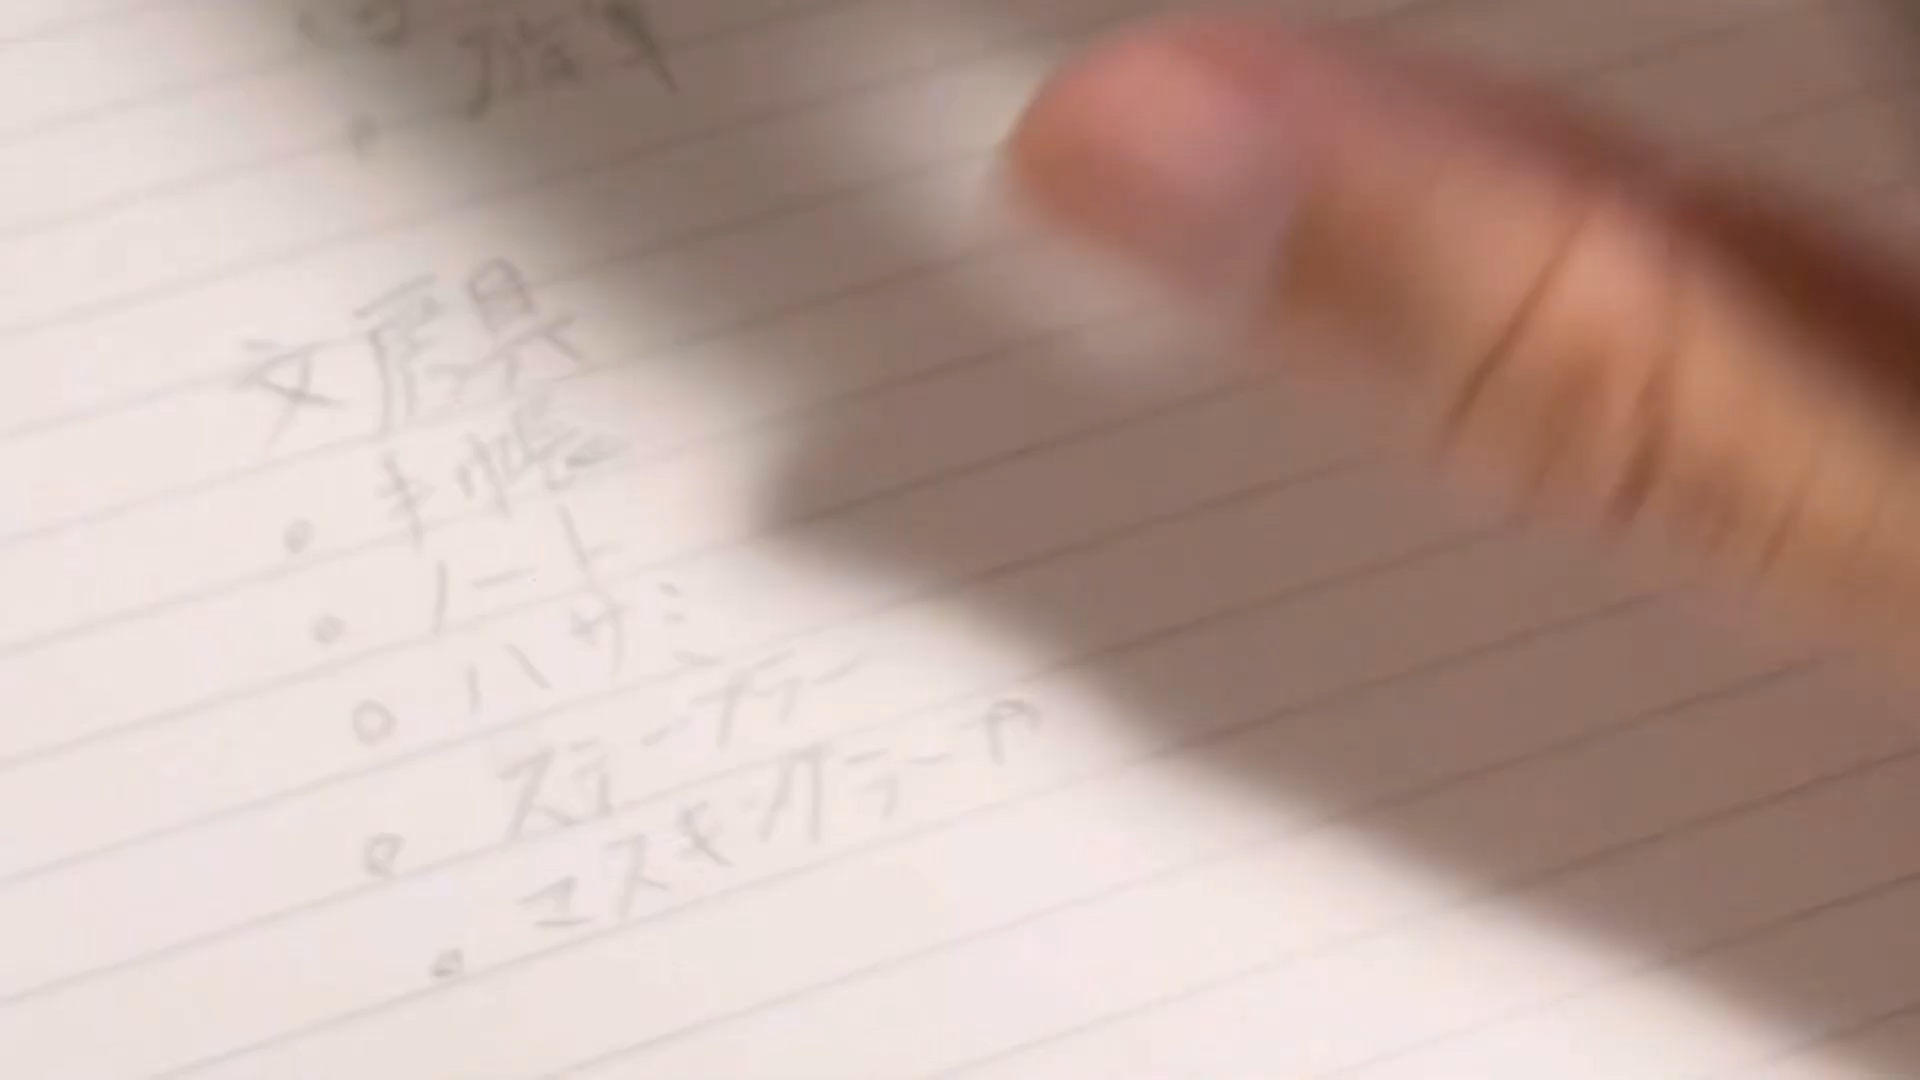 文房具
手帳
ノート
ハサミ
ステープラー
マスキングテープ